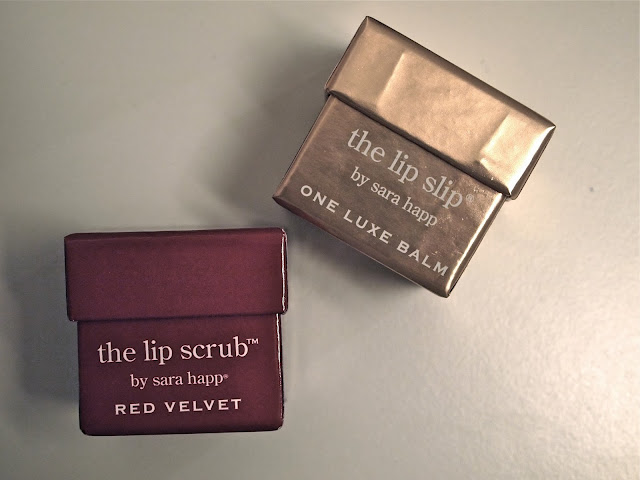 the lip slip
by sara happ
ONE LUXE BALM
the lip scrub™
by sara happ®
RED VELVET